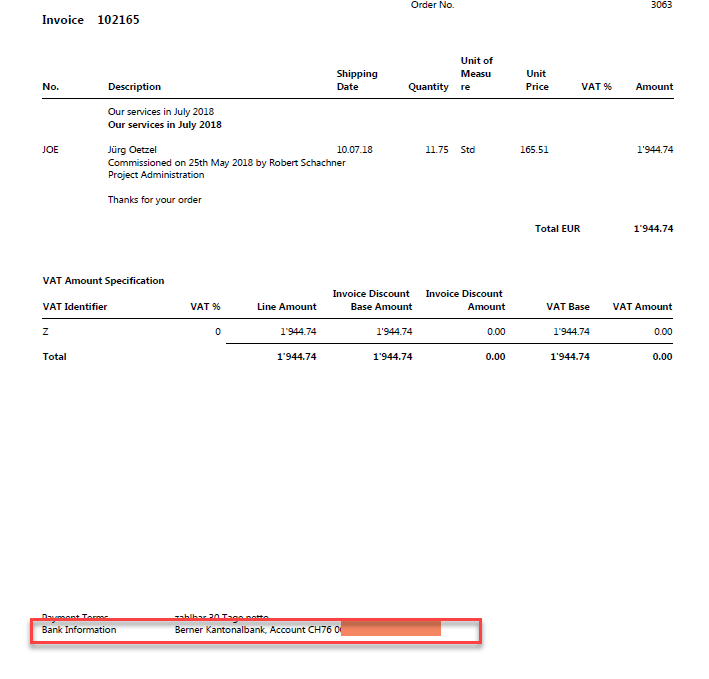 Order No. 3063
Invoice 102165
No. Description Shipping Date Quantity Unit of Measu re Unit Price VAT % Amount
Our services in July 2018
Our services in July 2018
JOE Jürg Oetzel 10.07.18 11.75 Std 165.51 1'944.74
Commissioned on 25th May 2018 by Robert Schachner
Project Administration
Thanks for your order
Total EUR 1'944.74
VAT Amount Specification
VAT Identifier VAT % Line Amount Invoice Discount Base Amount Invoice Discount Amount VAT Base VAT Amount
Z 0 1'944.74 1'944.74 0.00 1'944.74 0.00
Total 1'944.74 1'944.74 0.00 1'944.74 0.00
Payment Terms zahlbar 30 Tage netto
Bank Information Berner Kantonalbank, Account CH76 0